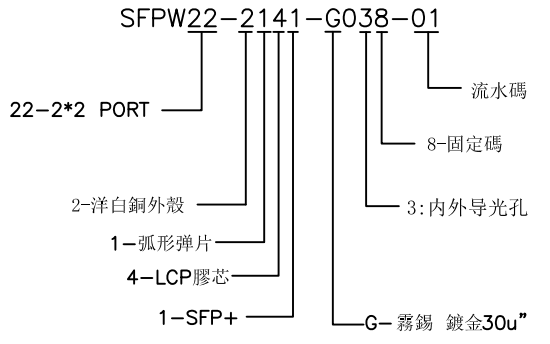 SFPW22-2141-G038-01
流水碼
22-2*2 PORT
8-固定碼
2-洋白銅外殼
3:内外导光孔
1-弧形弹片
4-LCP膠芯
1-SFP+
G-霧錫 鍍金30u"